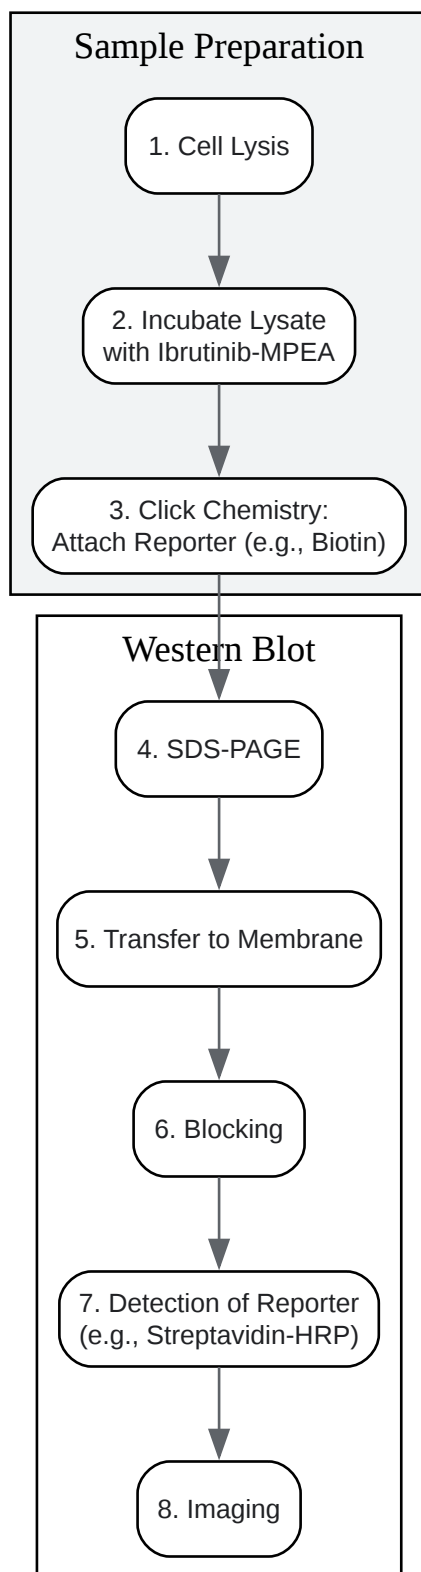 Sample Preparation
1. Cell Lysis
2. Incubate Lysate
with Ibrutinib-MPEA
3. Click Chemistry:
Attach Reporter (e.g., Biotin)
Western Blot
4. SDS-PAGE
5. Transfer to Membrane
6. Blocking
7. Detection of Reporter
(e.g., Streptavidin-HRP)
8. Imaging